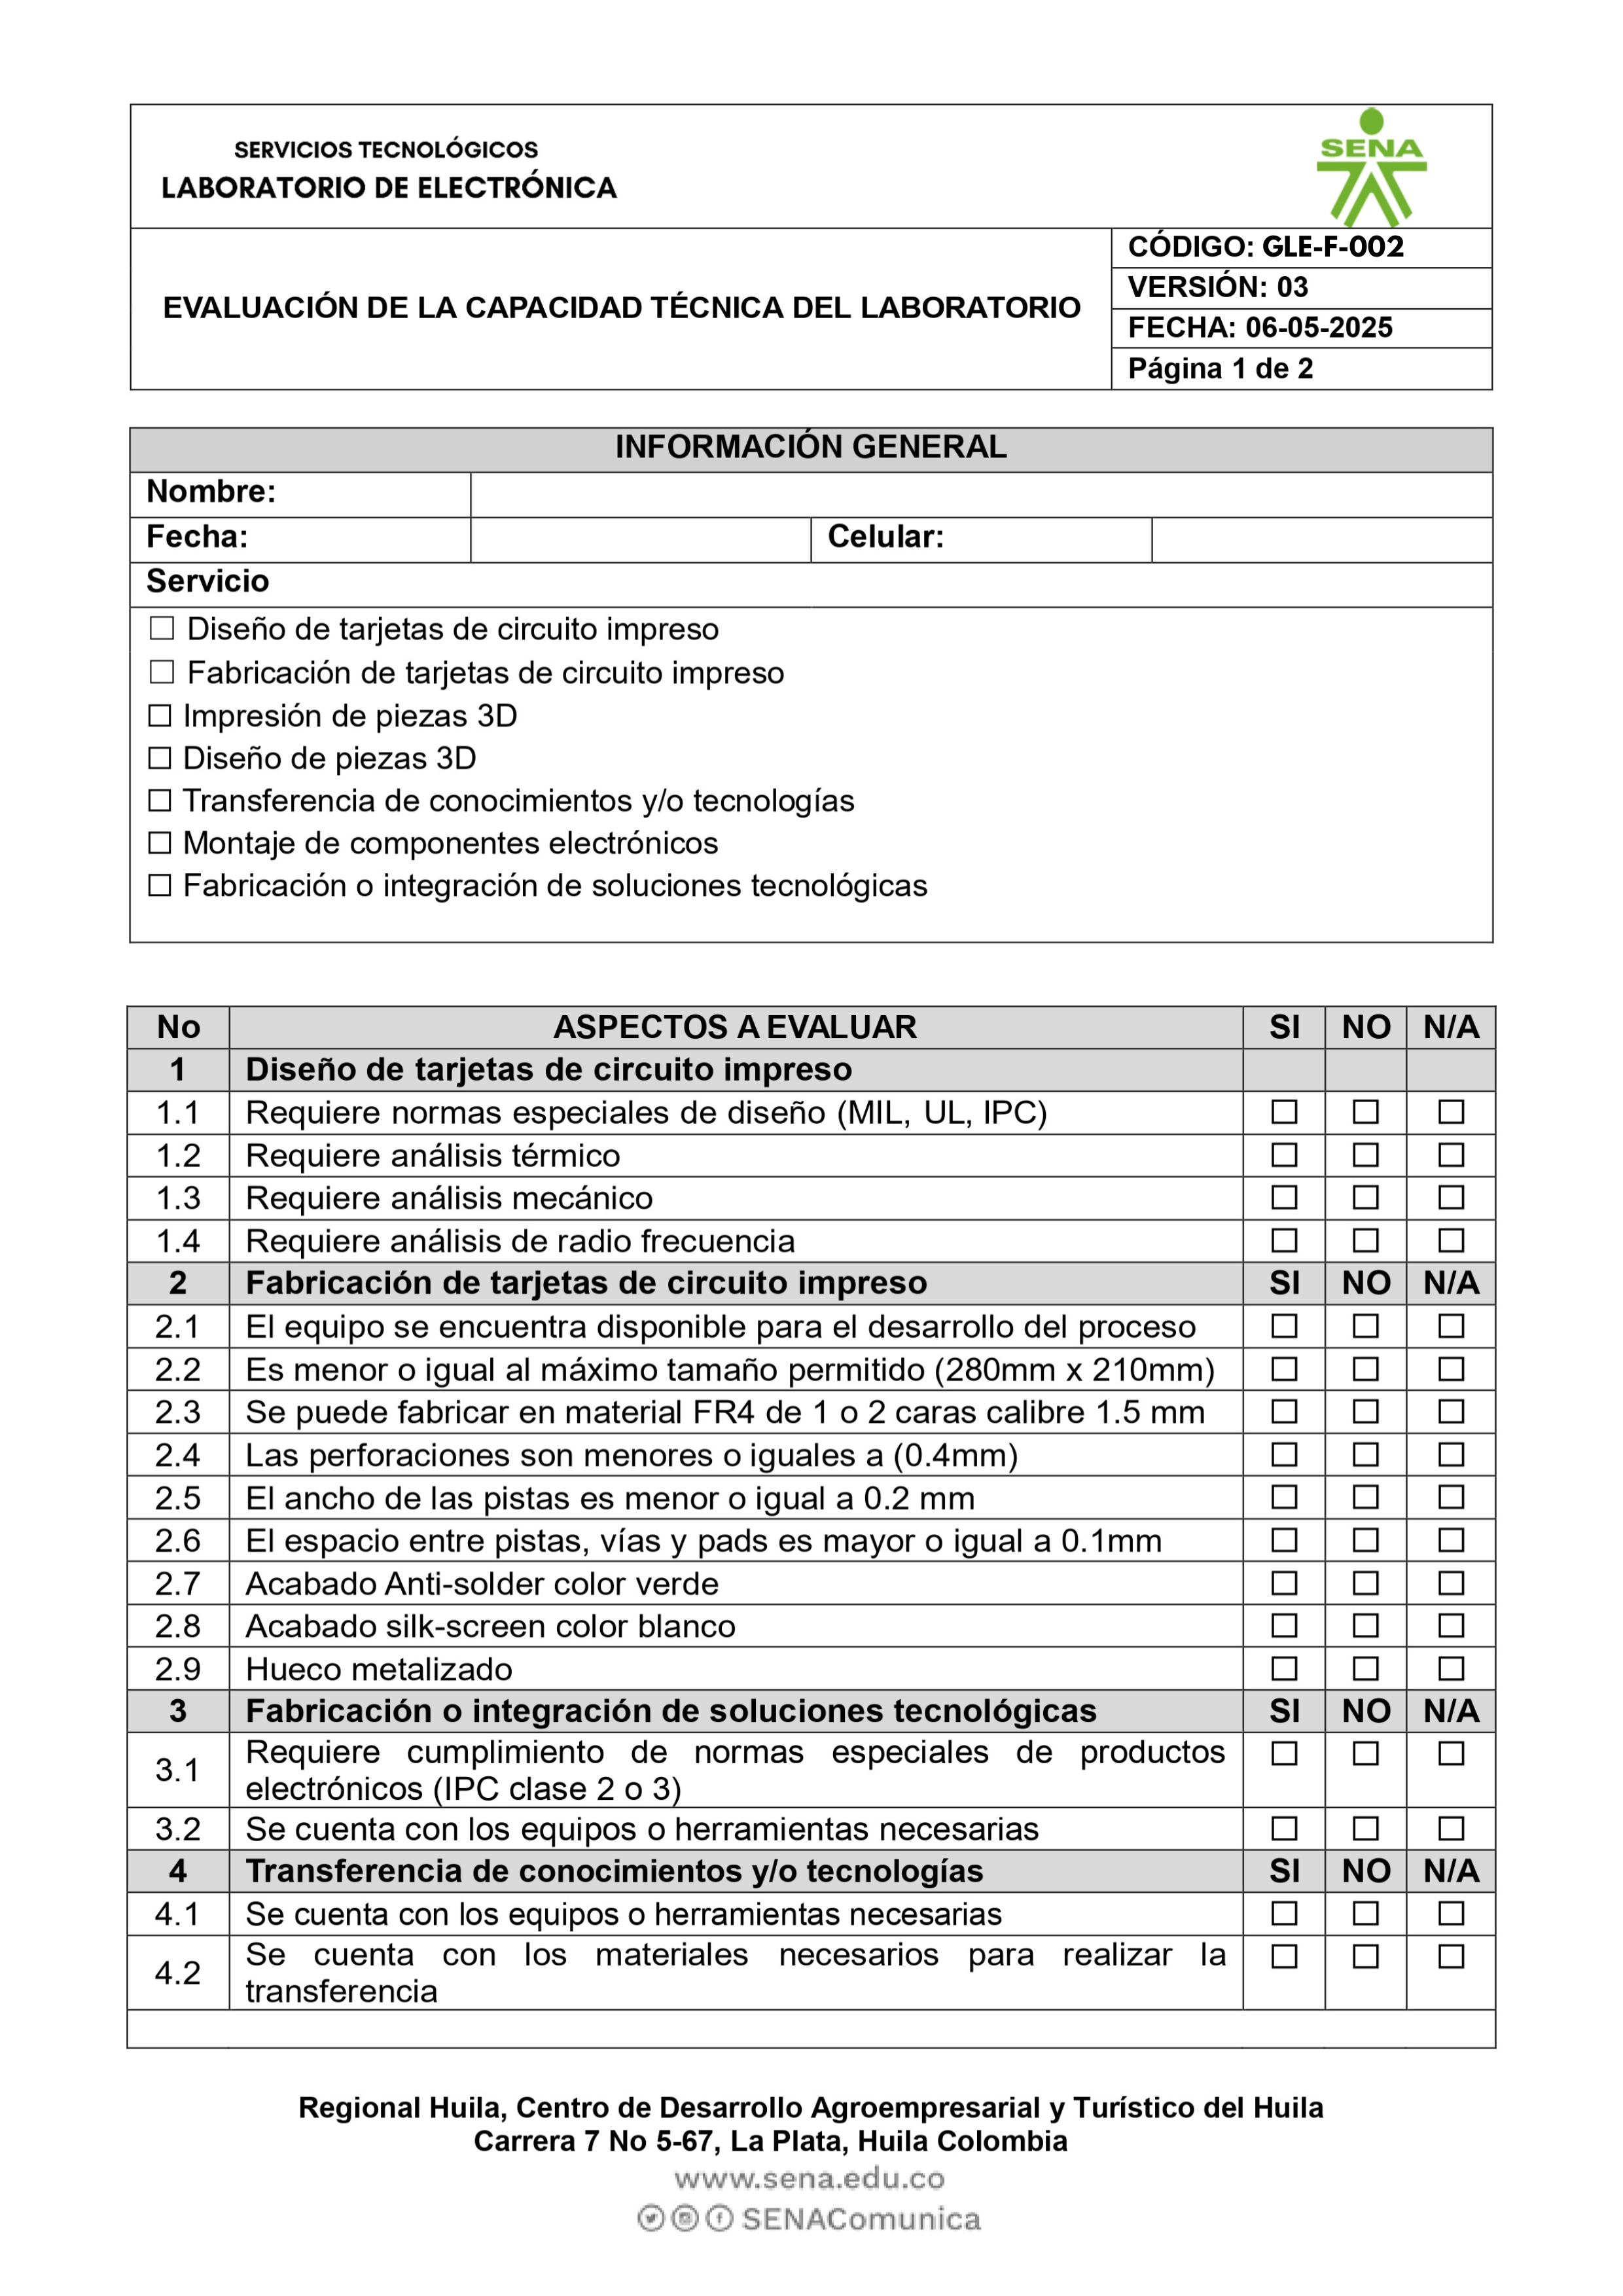 SERVICIOS TECNOLÓGICOS
LABORATORIO DE ELECTRÓNICA
SENA
EVALUACIÓN DE LA CAPACIDAD TÉCNICA DEL LABORATORIO
CÓDIGO: GLE-F-002
VERSIÓN: 03
FECHA: 06-05-2025
Página 1 de 2
INFORMACIÓN GENERAL
Nombre:
Fecha: Celular:
Servicio
☐ Diseño de tarjetas de circuito impreso
☐ Fabricación de tarjetas de circuito impreso
☐ Impresión de piezas 3D
☐ Diseño de piezas 3D
☐ Transferencia de conocimientos y/o tecnologías
☐ Montaje de componentes electrónicos
☐ Fabricación o integración de soluciones tecnológicas
No ASPECTOS A EVALUAR SI NO N/A
1 Diseño de tarjetas de circuito impreso
1.1 Requiere normas especiales de diseño (MIL, UL, IPC) ☐ ☐ ☐
1.2 Requiere análisis térmico ☐ ☐ ☐
1.3 Requiere análisis mecánico ☐ ☐ ☐
1.4 Requiere análisis de radio frecuencia ☐ ☐ ☐
2 Fabricación de tarjetas de circuito impreso SI NO N/A
2.1 El equipo se encuentra disponible para el desarrollo del proceso ☐ ☐ ☐
2.2 Es menor o igual al máximo tamaño permitido (280mm x 210mm) ☐ ☐ ☐
2.3 Se puede fabricar en material FR4 de 1 o 2 caras calibre 1.5 mm ☐ ☐ ☐
2.4 Las perforaciones son menores o iguales a (0.4mm) ☐ ☐ ☐
2.5 El ancho de las pistas es menor o igual a 0.2 mm ☐ ☐ ☐
2.6 El espacio entre pistas, vías y pads es mayor o igual a 0.1mm ☐ ☐ ☐
2.7 Acabado Anti-solder color verde ☐ ☐ ☐
2.8 Acabado silk-screen color blanco ☐ ☐ ☐
2.9 Hueco metalizado ☐ ☐ ☐
3 Fabricación o integración de soluciones tecnológicas SI NO N/A
3.1 Requiere cumplimiento de normas especiales de productos
electrónicos (IPC clase 2 o 3) ☐ ☐ ☐
3.2 Se cuenta con los equipos o herramientas necesarias ☐ ☐ ☐
4 Transferencia de conocimientos y/o tecnologías SI NO N/A
4.1 Se cuenta con los equipos o herramientas necesarias ☐ ☐ ☐
4.2 Se cuenta con los materiales necesarios para realizar la
transferencia ☐ ☐ ☐
Regional Huila, Centro de Desarrollo Agroempresarial y Turístico del Huila
Carrera 7 No 5-67, La Plata, Huila Colombia
www.sena.edu.co
SENAComunica